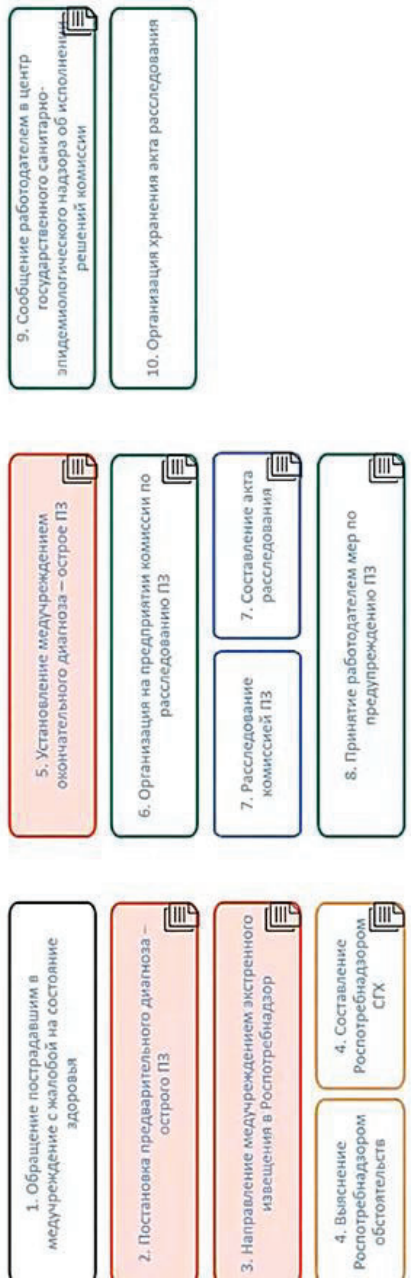 1. Обращение пострадавшим в
медучреждение с жалобой на состояние
здоровья
2. Постановка предварительного диагноза –
острого ПЗ
3. Направление медучреждением экстренного
извещения в Роспотребнадзор
4. Выяснение
Роспотребнадзором
обстоятельств
4. Составление
Роспотребнадзором
СГХ
5. Установление медучреждением
окончательного диагноза – острое ПЗ
6. Организация на предприятии комиссии по
расследованию ПЗ
7. Расследование
комиссией ПЗ
7. Составление акта
расследования
8. Принятие работодателем мер по
предупреждению ПЗ
9. Сообщение работодателем в центр
государственного санитарно-
эпидемиологического надзора об исполнении
решений комиссии
10. Организация хранения акта расследования